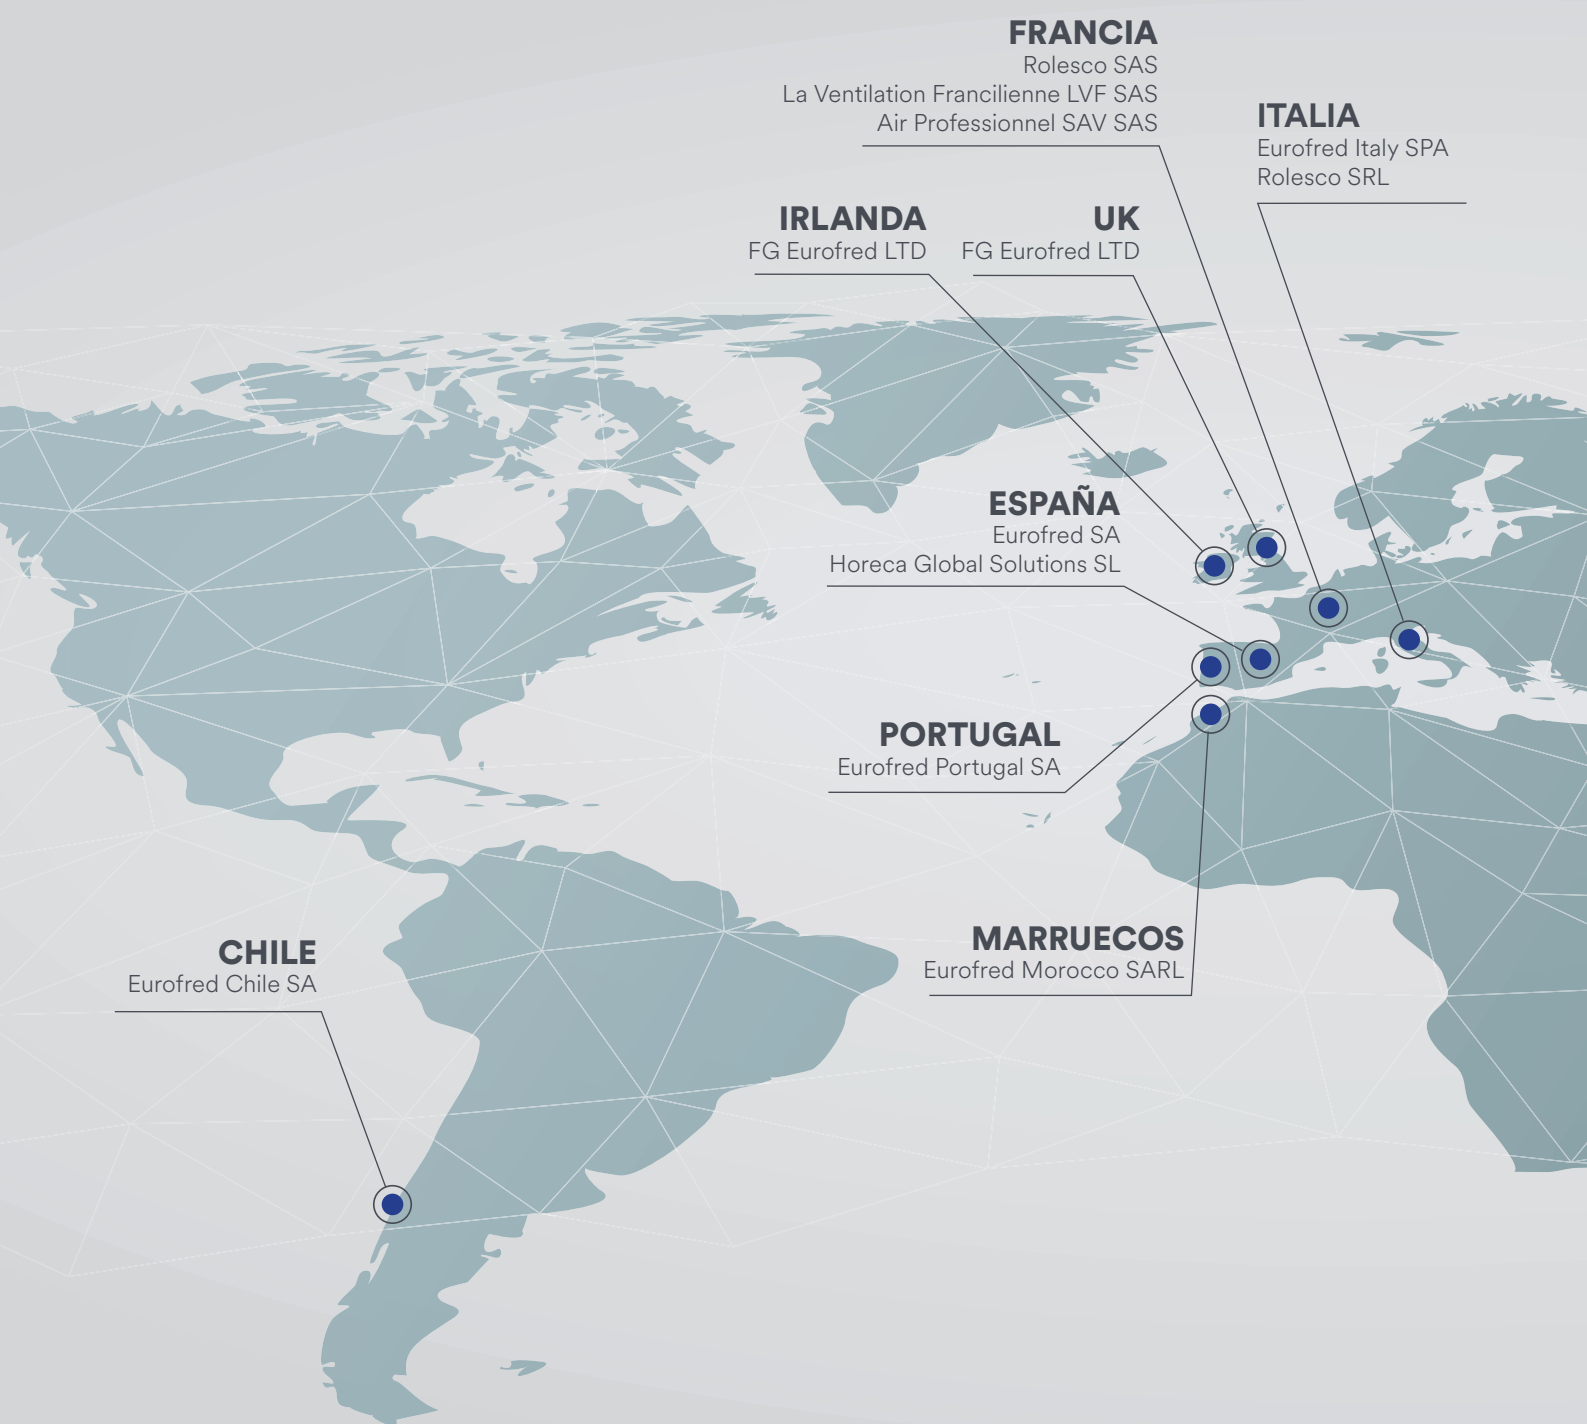 FRANCIA
Rolesco SAS
La Ventilation Francilienne LVF SAS
Air Professionnel SAV SAS
ITALIA
Eurofred Italy SPA
Rolesco SRL
IRLANDA
FG Eurofred LTD
UK
FG Eurofred LTD
ESPAÑA
Eurofred SA
Horeca Global Solutions SL
PORTUGAL
Eurofred Portugal SA
MARRUECOS
Eurofred Morocco SARL
CHILE
Eurofred Chile SA